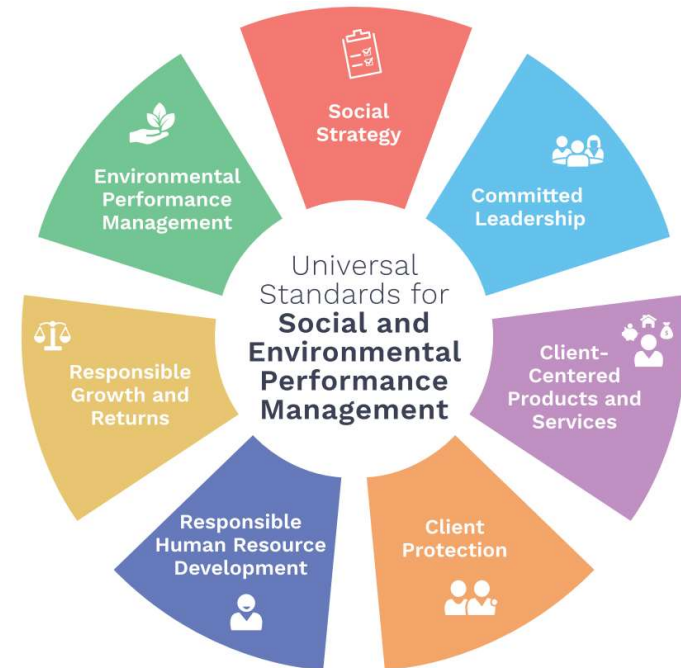 Social
Strategy
Committed
Leadership
Client-
Centered
Products and
Services
Client
Protection
Responsible
Human Resource
Development
Responsible
Growth and
Returns
Environmental
Performance
Management
Universal
Standards for
Social and
Environmental
Performance
Management